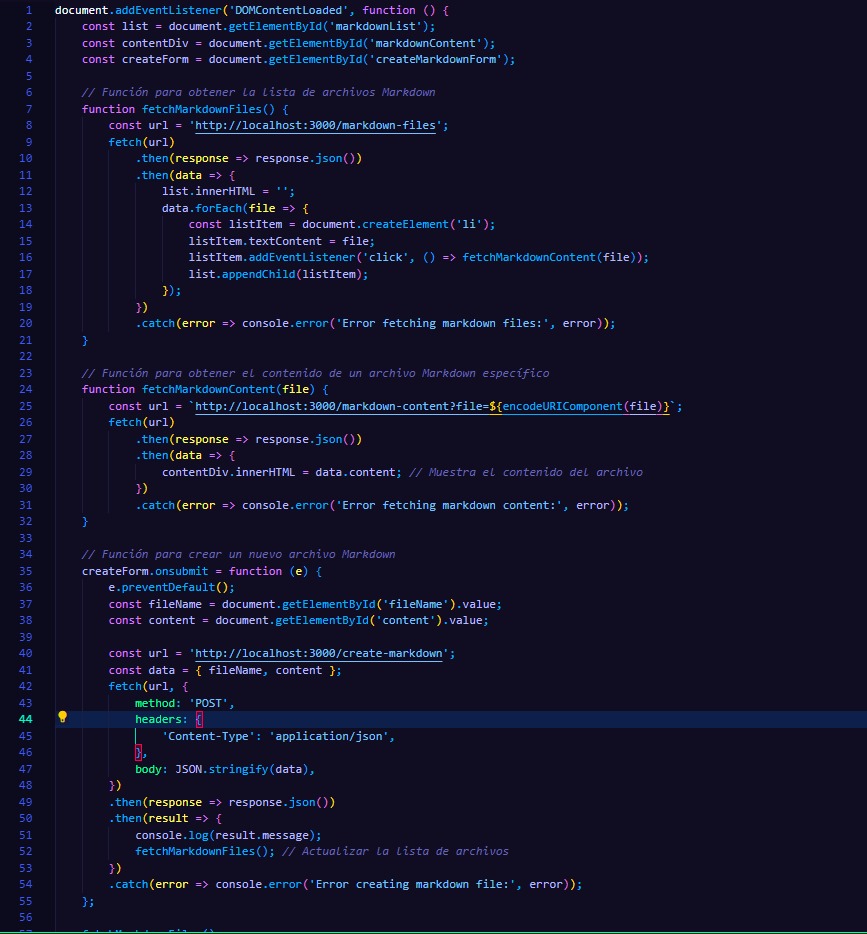 1 document.addEventListener('DOMContentLoaded', function () {
2     const list = document.getElementById('markdownList');
3     const contentDiv = document.getElementById('markdownContent');
4     const createForm = document.getElementById('createMarkdownForm');
5
6     // Función para obtener la lista de archivos Markdown
7     function fetchMarkdownFiles() {
8         const url = 'http://localhost:3000/markdown-files';
9         fetch(url)
10             .then(response => response.json())
11             .then(data => {
12                 list.innerHTML = '';
13                 data.forEach(file => {
14                     const listItem = document.createElement('li');
15                     listItem.textContent = file;
16                     listItem.addEventListener('click', () => fetchMarkdownContent(file));
17                     list.appendChild(listItem);
18                 });
19             })
20             .catch(error => console.error('Error fetching markdown files:', error));
21     }
22
23     // Función para obtener el contenido de un archivo Markdown específico
24     function fetchMarkdownContent(file) {
25         const url = `http://localhost:3000/markdown-content?file=${encodeURIComponent(file)}`;
26         fetch(url)
27             .then(response => response.json())
28             .then(data => {
29                 contentDiv.innerHTML = data.content; // Muestra el contenido del archivo
30             })
31             .catch(error => console.error('Error fetching markdown content:', error));
32     }
33
34     // Función para crear un nuevo archivo Markdown
35     createForm.onsubmit = function (e) {
36         e.preventDefault();
37         const fileName = document.getElementById('fileName').value;
38         const content = document.getElementById('content').value;
39
40         const url = 'http://localhost:3000/create-markdown';
41         const data = { fileName, content };
42         fetch(url, {
43             method: 'POST',
44             headers: {
45                 'Content-Type': 'application/json',
46             },
47             body: JSON.stringify(data),
48         })
49         .then(response => response.json())
50         .then(result => {
51             console.log(result.message);
52             fetchMarkdownFiles(); // Actualizar la lista de archivos
53         })
54         .catch(error => console.error('Error creating markdown file:', error));
55     };
56